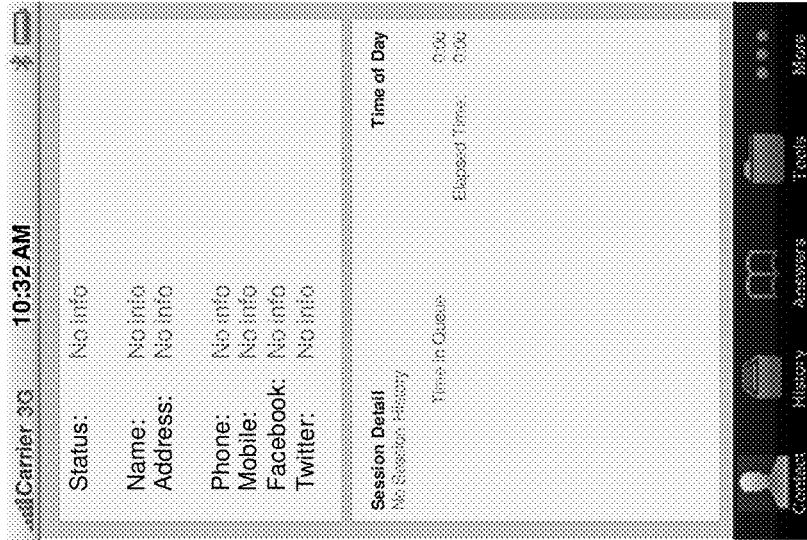 Carrier 3G 10:32 AM
Status: No info
Name: No info
Address: No info
Phone: No info
Mobile: No info
Facebook: No info
Twitter: No info
Session Detail Time of Day
No Session History
Time in Queue 0:00
Elapsed Time: 0:00
Contact History Answers Tools More